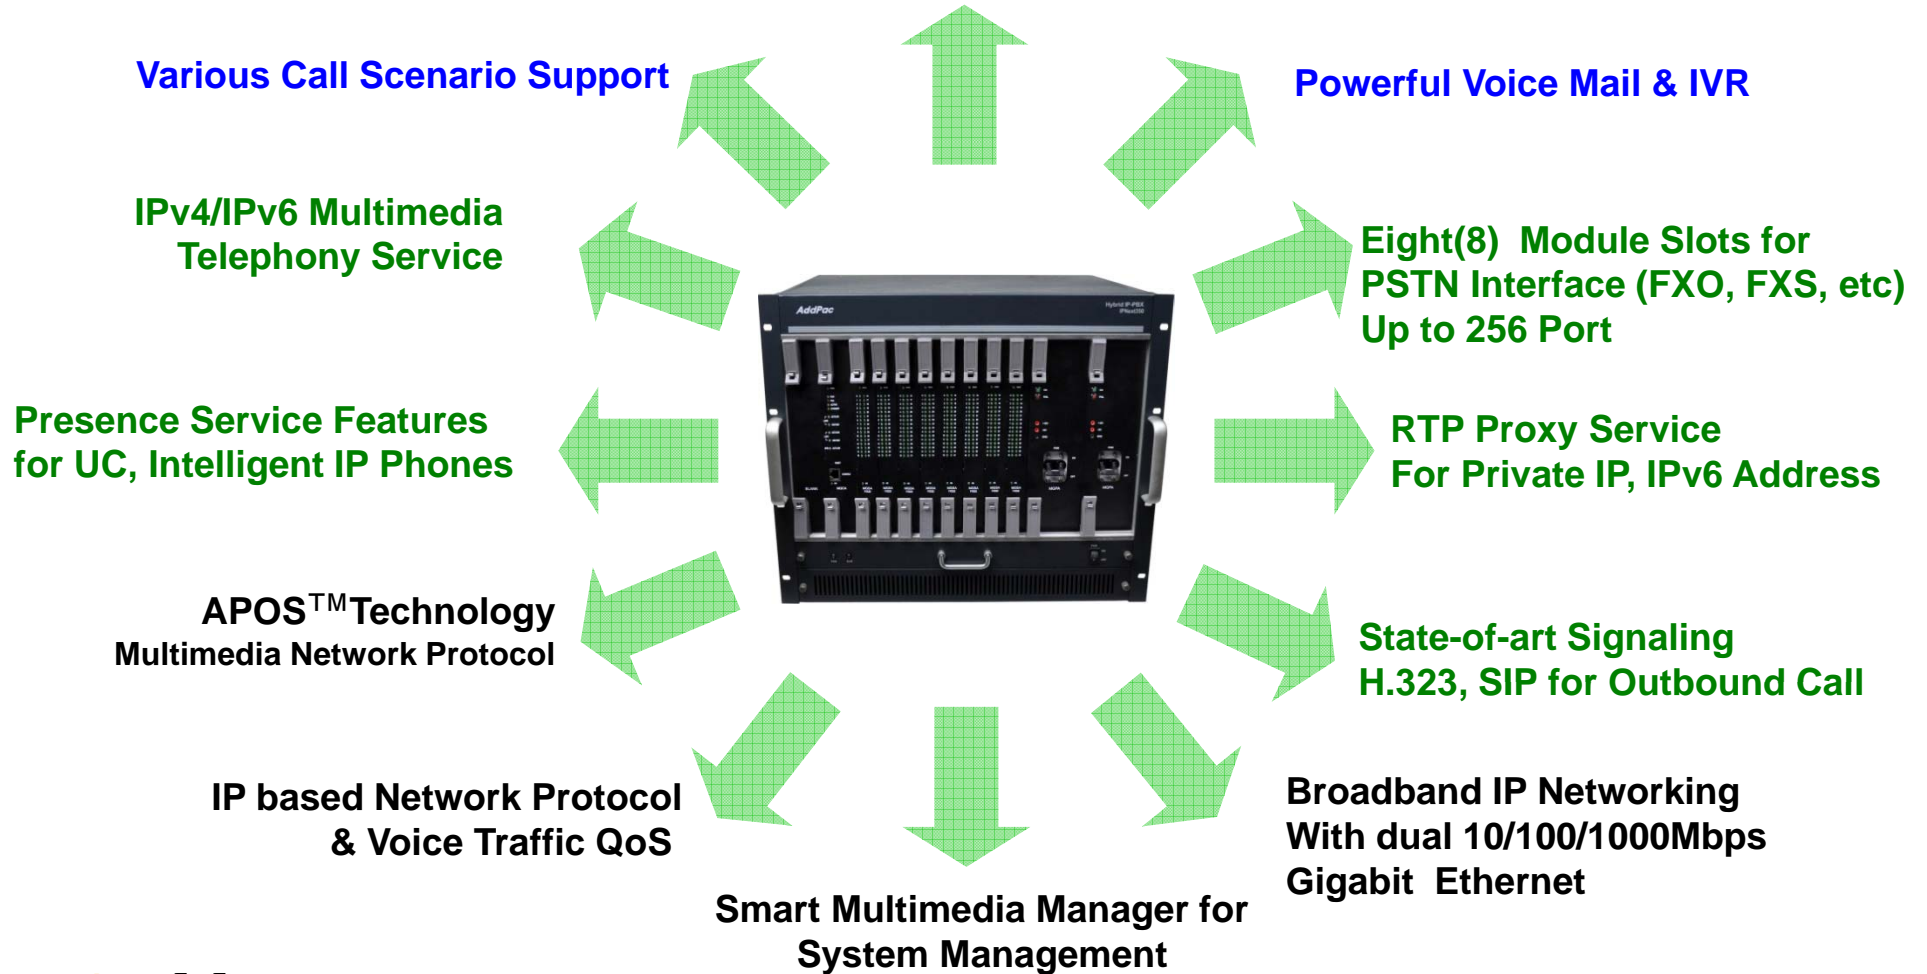 Various Call Scenario Support
Powerful Voice Mail & IVR
IPv4/IPv6 Multimedia
Telephony Service
Eight(8) Module Slots for
PSTN Interface (FXO, FXS, etc)
Up to 256 Port
AddPac
Hybrid IP-PBX
Presence Service Features
for UC, Intelligent IP Phones
RTP Proxy Service
For Private IP, IPv6 Address
APOS™Technology
Multimedia Network Protocol
State-of-art Signaling
H.323, SIP for Outbound Call
IP based Network Protocol
& Voice Traffic QoS
Broadband IP Networking
With dual 10/100/1000Mbps
Gigabit Ethernet
Smart Multimedia Manager for
System Management